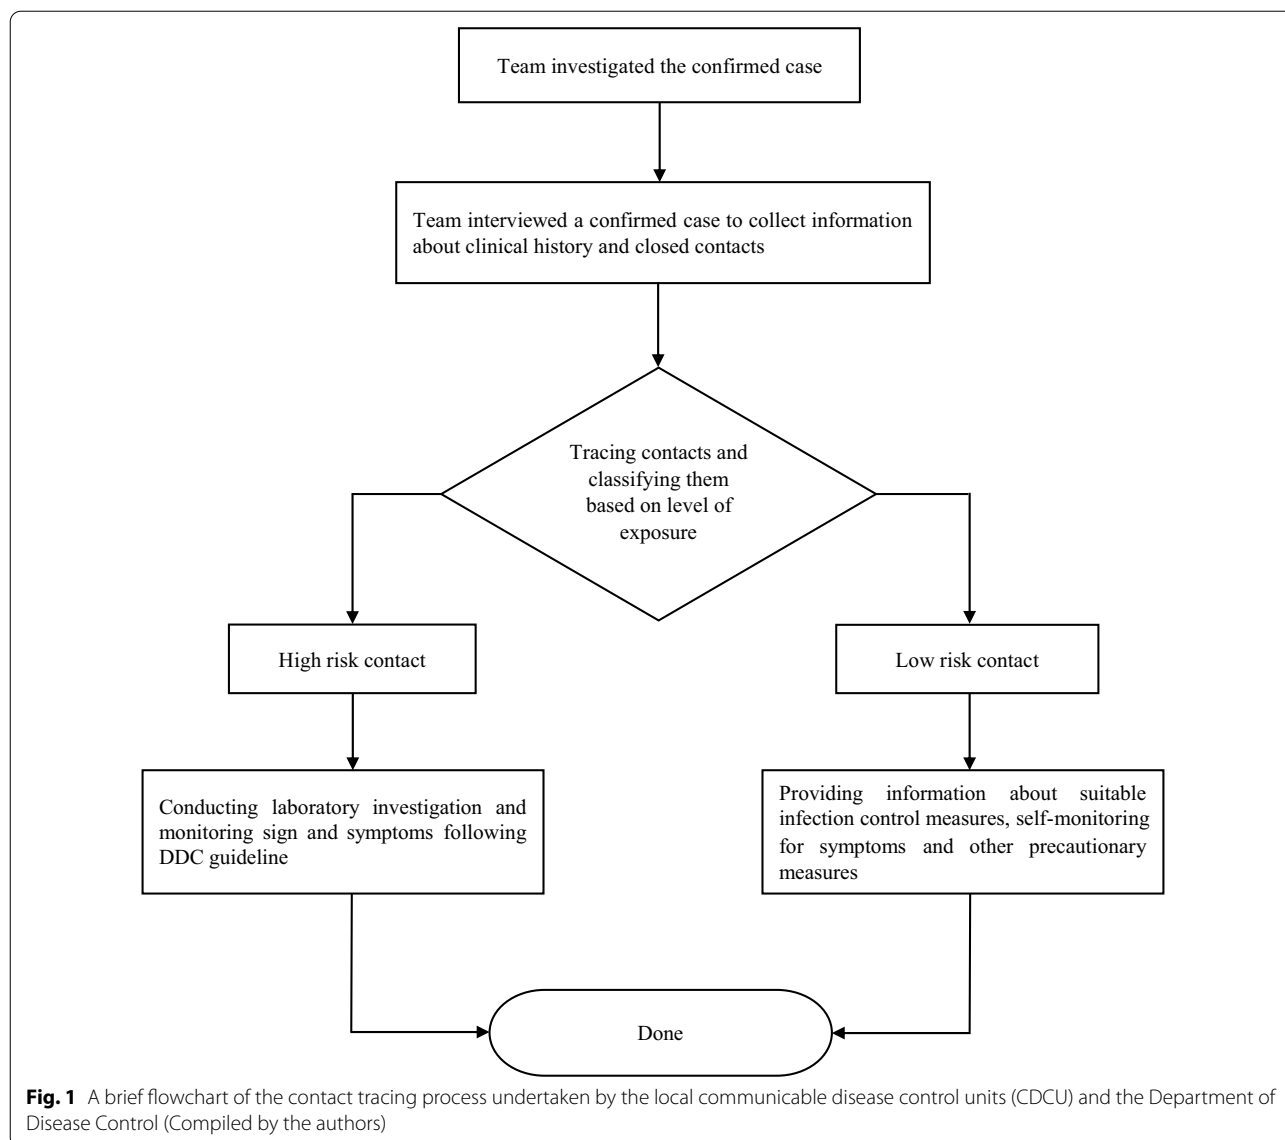 Team investigated the confirmed case
Team interviewed a confirmed case to collect information
about clinical history and closed contacts
Tracing contacts and
classifying them
based on level of
exposure
High risk contact
Low risk contact
Conducting laboratory investigation and
monitoring sign and symptoms following
DDC guideline
Providing information about suitable
infection control measures, self-monitoring
for symptoms and other precautionary
measures
Done
Fig. 1 A brief flowchart of the contact tracing process undertaken by the local communicable disease control units (CDCU) and the Department of
Disease Control (Compiled by the authors)